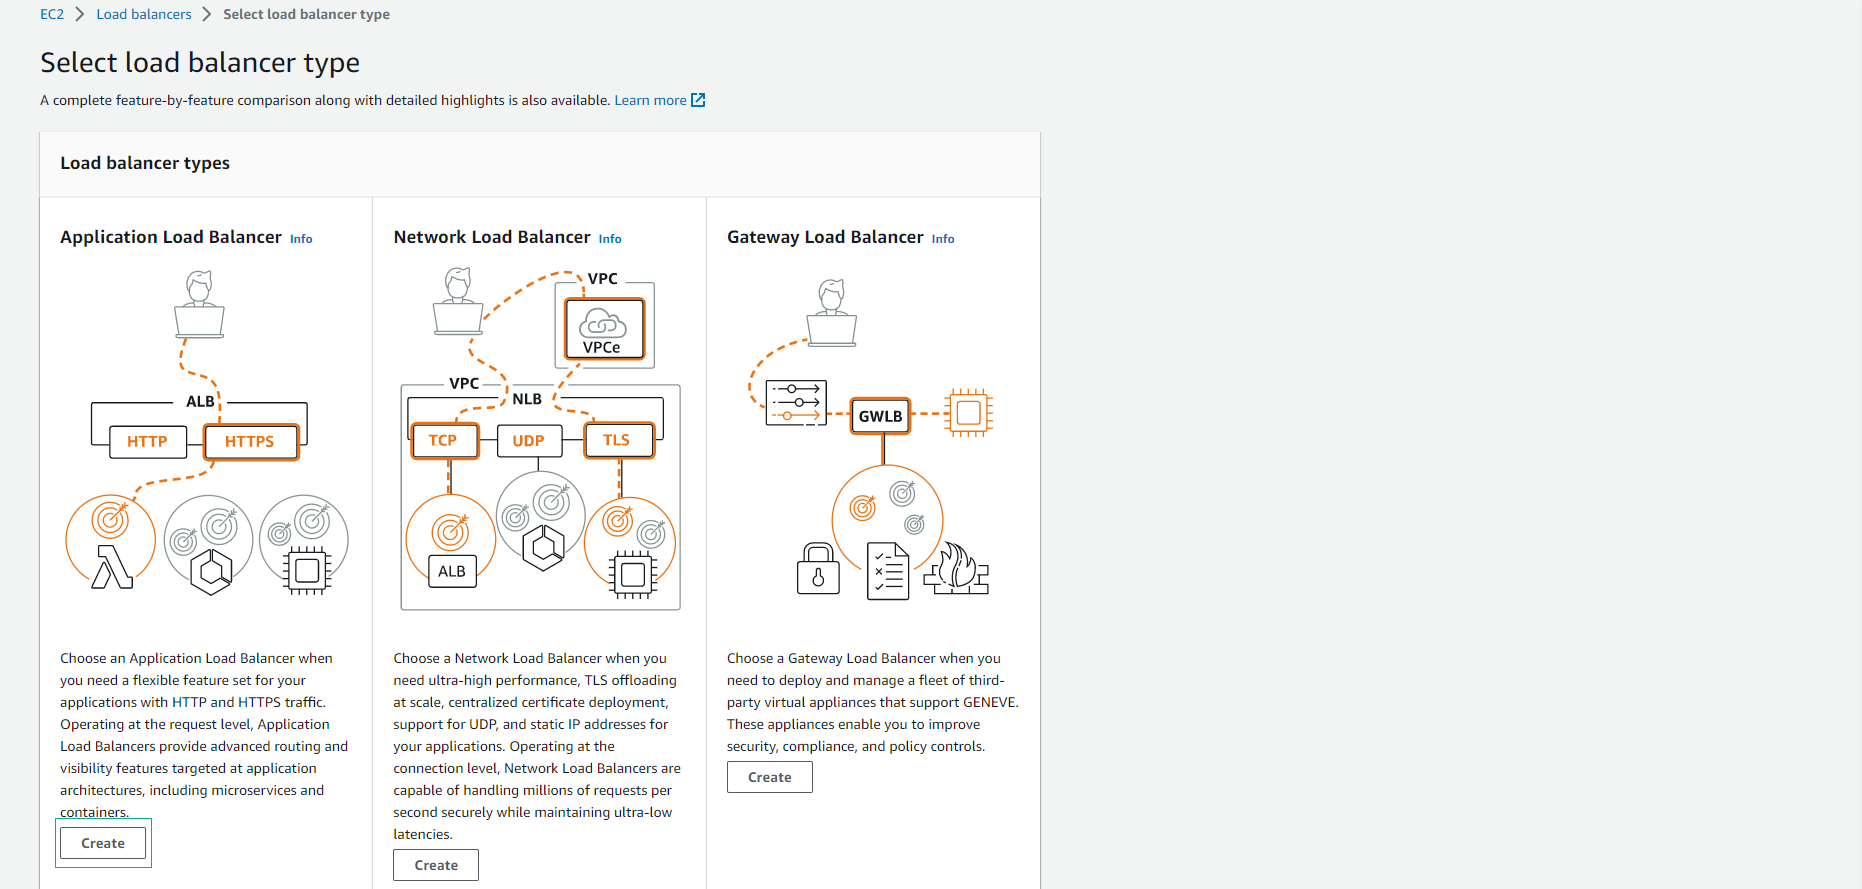 EC2 > Load balancers > Select load balancer type
Select load balancer type
A complete feature-by-feature comparison along with detailed highlights is also available. Learn more
Load balancer types
Application Load Balancer Info
ALB
HTTP
HTTPS
Choose an Application Load Balancer when
you need a flexible feature set for your
applications with HTTP and HTTPS traffic.
Operating at the request level, Application
Load Balancers provide advanced routing and
visibility features targeted at application
architectures, including microservices and
containers.
Create
Network Load Balancer Info
VPC
VPCe
VPC
NLB
TCP
UDP
TLS
ALB
Choose a Network Load Balancer when you
need ultra-high performance, TLS offloading
at scale, centralized certificate deployment,
support for UDP, and static IP addresses for
your applications. Operating at the
connection level, Network Load Balancers are
capable of handling millions of requests per
second securely while maintaining ultra-low
latencies.
Create
Gateway Load Balancer Info
GWLB
Choose a Gateway Load Balancer when you
need to deploy and manage a fleet of third-
party virtual appliances that support GENEVE.
These appliances enable you to improve
security, compliance, and policy controls.
Create